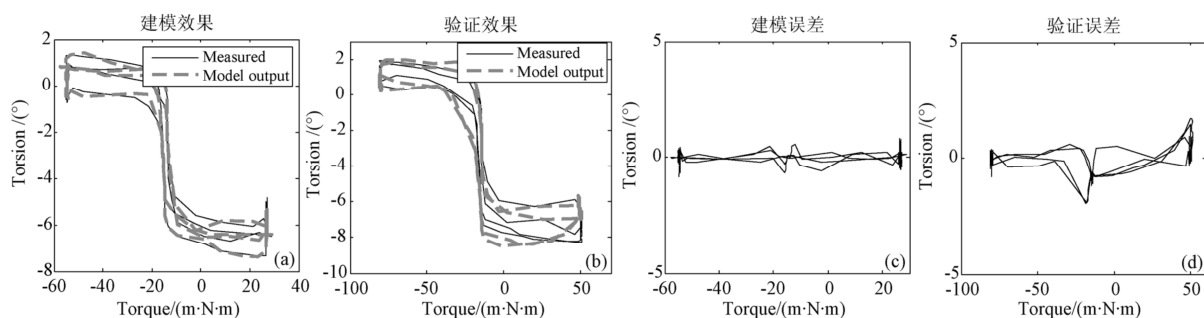 建模效果
验证效果
建模误差
验证误差
2
0
-2
-4
-6
-8
Torsion /(°)
Measured
Model output
(a)
-60 -40 -20 0 20 40
Torque/(m·N·m)
2
0
-2
-4
-6
-8
-10
Torsion /(°)
Measured
Model output
(b)
-100 -50 0 50
Torque/(m·N·m)
5
0
-5
Torsion /(°)
(c)
-60 -40 -20 0 20
Torque/(m·N·m)
5
0
-5
Torsion /(°)
(d)
-100 -50 0 50
Torque/(m·N·m)